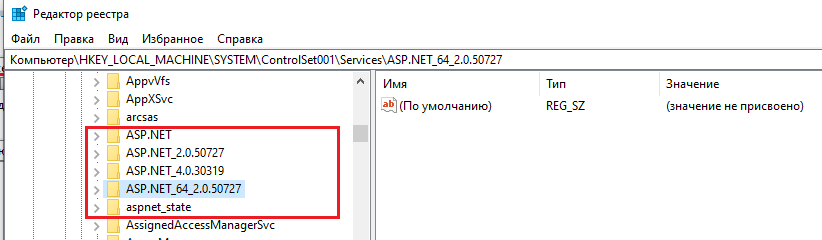 Редактор реестра
Файл Правка Вид Избранное Справка
Компьютер\HKEY_LOCAL_MACHINE\SYSTEM\ControlSet001\Services\ASP.NET_64_2.0.50727
AppvVfs
AppXSvc
arcsas
ASP.NET
ASP.NET_2.0.50727
ASP.NET_4.0.30319
ASP.NET_64_2.0.50727
aspnet_state
AssignedAccessManagerSvc
Имя Тип Значение
ab (По умолчанию) REG_SZ (значение не присвоено)